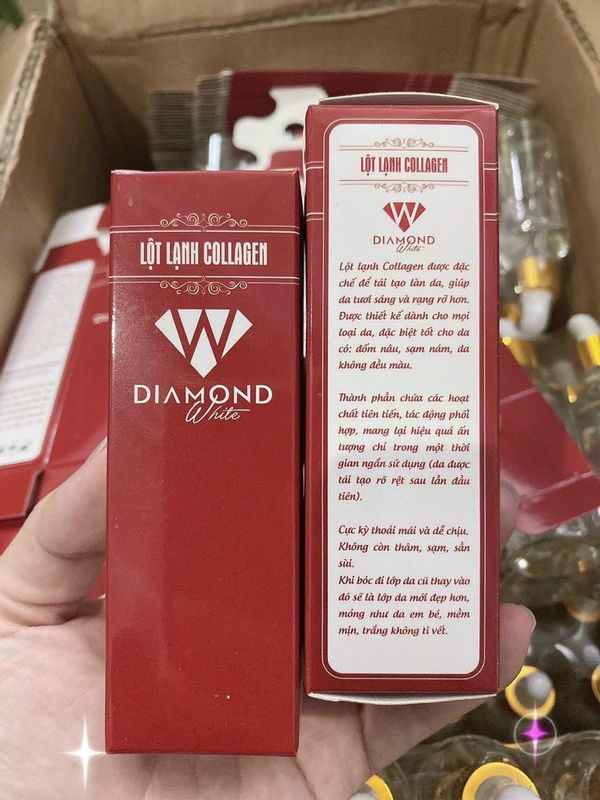 LỘT LẠNH COLLAGEN
DIAMOND
White
LỘT LẠNH COLLAGEN
DIAMOND
White
Lột lạnh Collagen được đặc
chế để tái tạo làn da, giúp
da tươi sáng và rạng rỡ hơn.
Được thiết kế dành cho mọi
loại da, đặc biệt tốt cho da
có: đốm nâu, sạm nám, da
không đều màu.
Thành phần chứa các hoạt
chất tiên tiến, tác động phối
hợp, mang lại hiệu quả ấn
tượng chỉ trong một thời
gian ngắn sử dụng (da được
tái tạo rõ rệt sau lần đầu
tiên).
Cực kỳ thoải mái và dễ chịu.
Không còn thâm, sạm, sần
sùi.
Khi bóc đi lớp da cũ thay vào
đó sẽ là lớp da mới đẹp hơn,
mỏng như da em bé, mềm
mịn, trắng không tì vết.